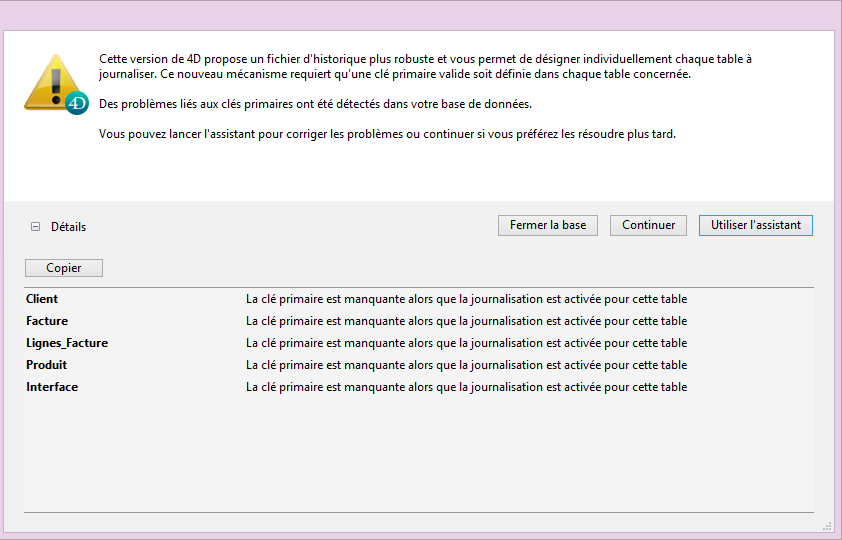 Cette version de 4D propose un fichier d'historique plus robuste et vous permet de désigner individuellement chaque table à
journaliser. Ce nouveau mécanisme requiert qu'une clé primaire valide soit définie dans chaque table concernée.
4D
Des problèmes liés aux clés primaires ont été détectés dans votre base de données.
Vous pouvez lancer l'assistant pour corriger les problèmes ou continuer si vous préférez les résoudre plus tard.
Détails
Fermer la base
Continuer
Utiliser l'assistant
Copier
Client La clé primaire est manquante alors que la journalisation est activée pour cette table
Facture La clé primaire est manquante alors que la journalisation est activée pour cette table
Lignes_Facture La clé primaire est manquante alors que la journalisation est activée pour cette table
Produit La clé primaire est manquante alors que la journalisation est activée pour cette table
Interface La clé primaire est manquante alors que la journalisation est activée pour cette table